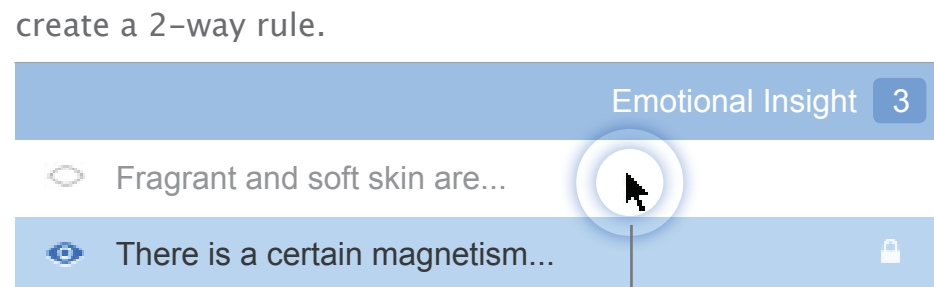 create a 2-way rule.
Emotional Insight 3
Fragrant and soft skin are...
There is a certain magnetism...